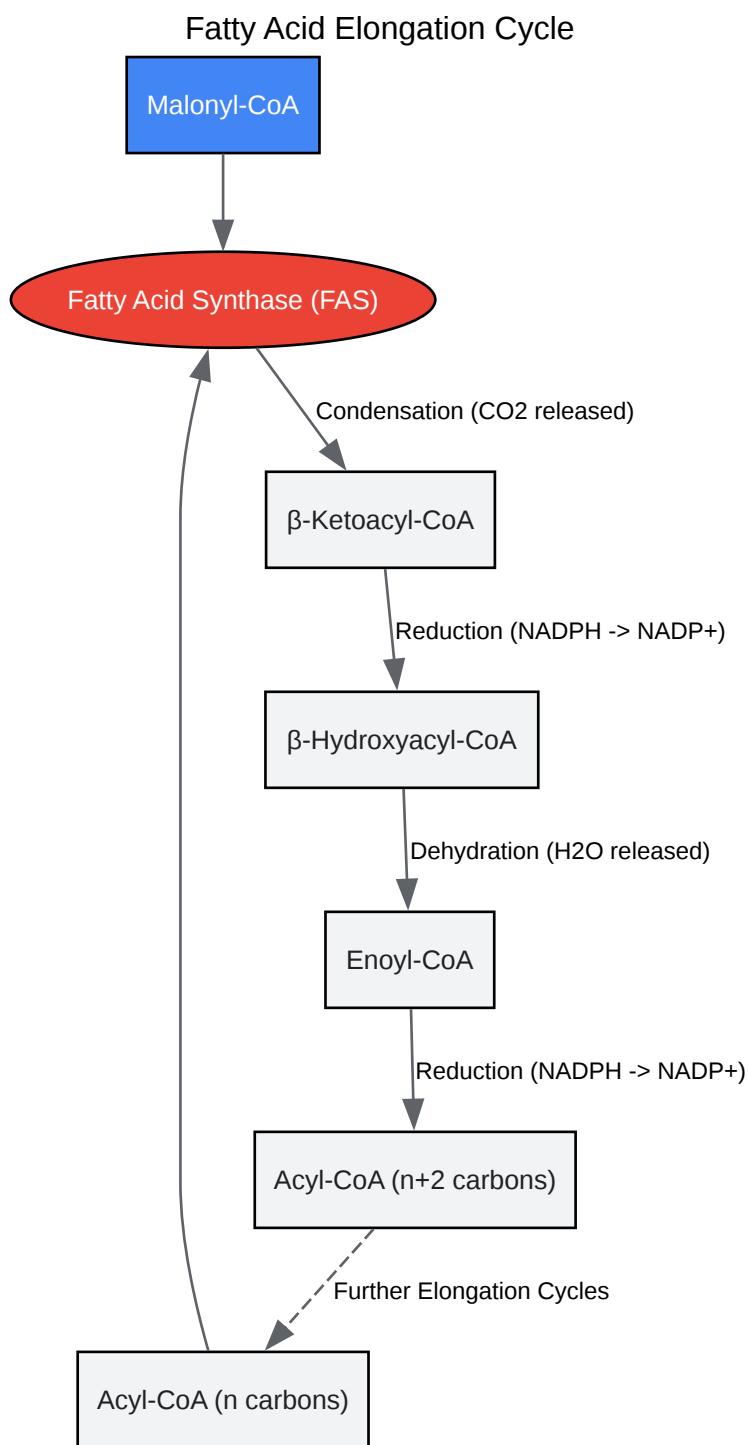 Fatty Acid Elongation Cycle
Malonyl-CoA
Fatty Acid Synthase (FAS)
Condensation (CO2 released)
β-Ketoacyl-CoA
Reduction (NADPH -> NADP+)
β-Hydroxyacyl-CoA
Dehydration (H2O released)
Enoyl-CoA
Reduction (NADPH -> NADP+)
Acyl-CoA (n+2 carbons)
Further Elongation Cycles
Acyl-CoA (n carbons)